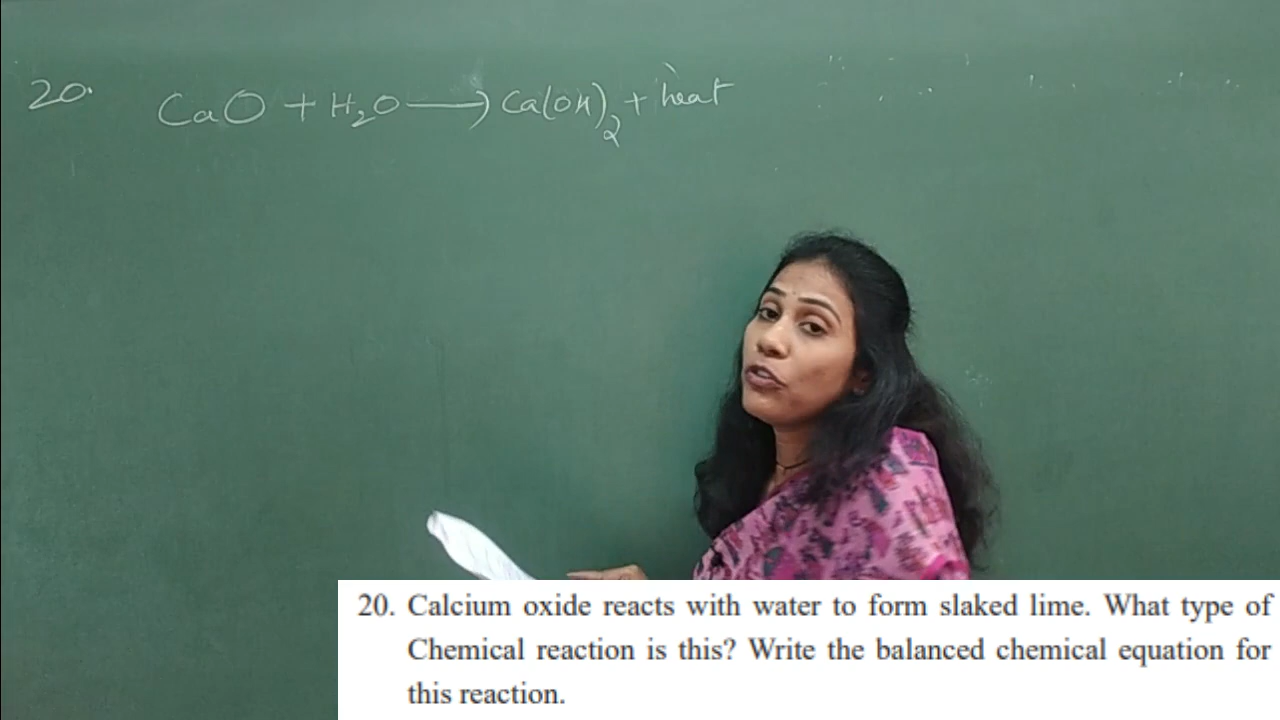 20. CaO + H₂O ⟶ Ca(OH)₂ + heat
20. Calcium oxide reacts with water to form slaked lime. What type of
Chemical reaction is this? Write the balanced chemical equation for
this reaction.